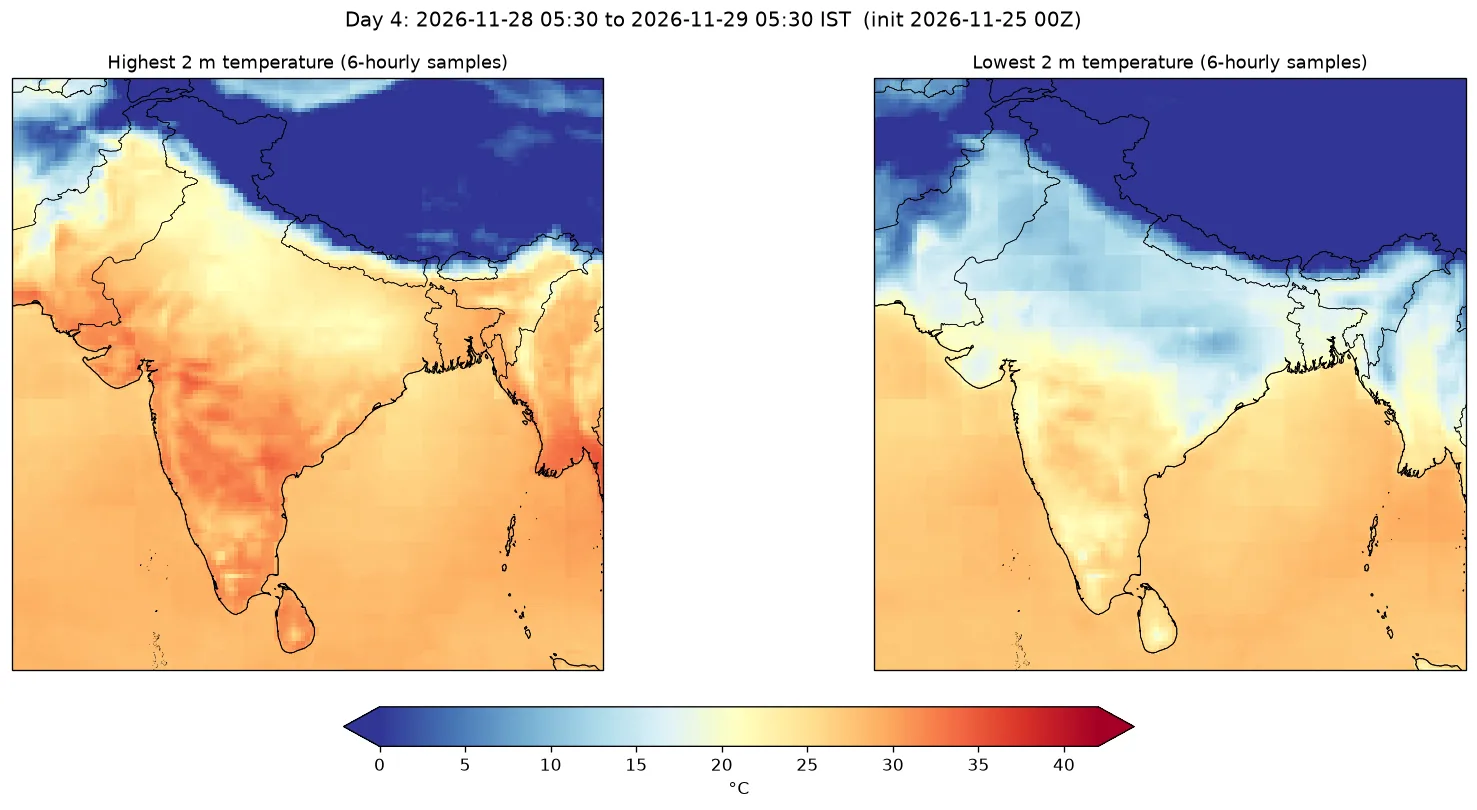 Day 4: 2026-11-28 05:30 to 2026-11-29 05:30 IST (init 2026-11-25 00Z)
Highest 2 m temperature (6-hourly samples)
Lowest 2 m temperature (6-hourly samples)
0 5 10 15 20 25 30 35 40
°C